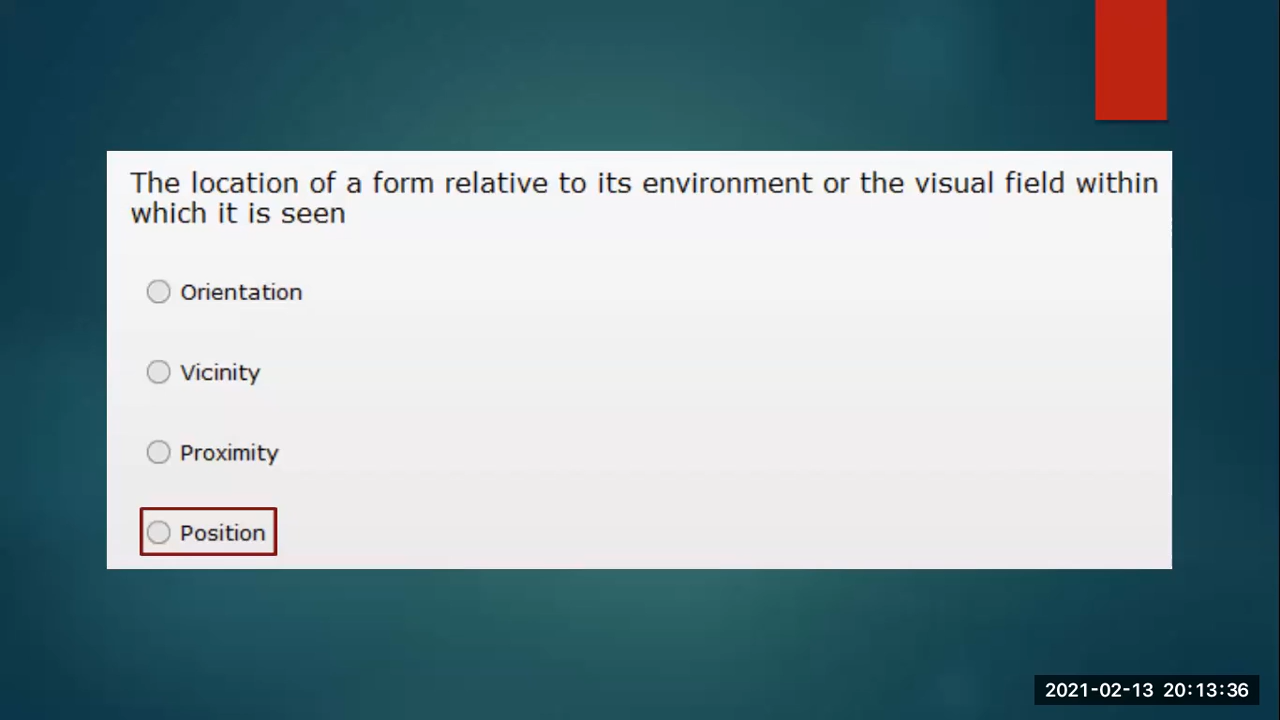 The location of a form relative to its environment or the visual field within
which it is seen
Orientation
Vicinity
Proximity
Position
2021-02-13 20:13:36